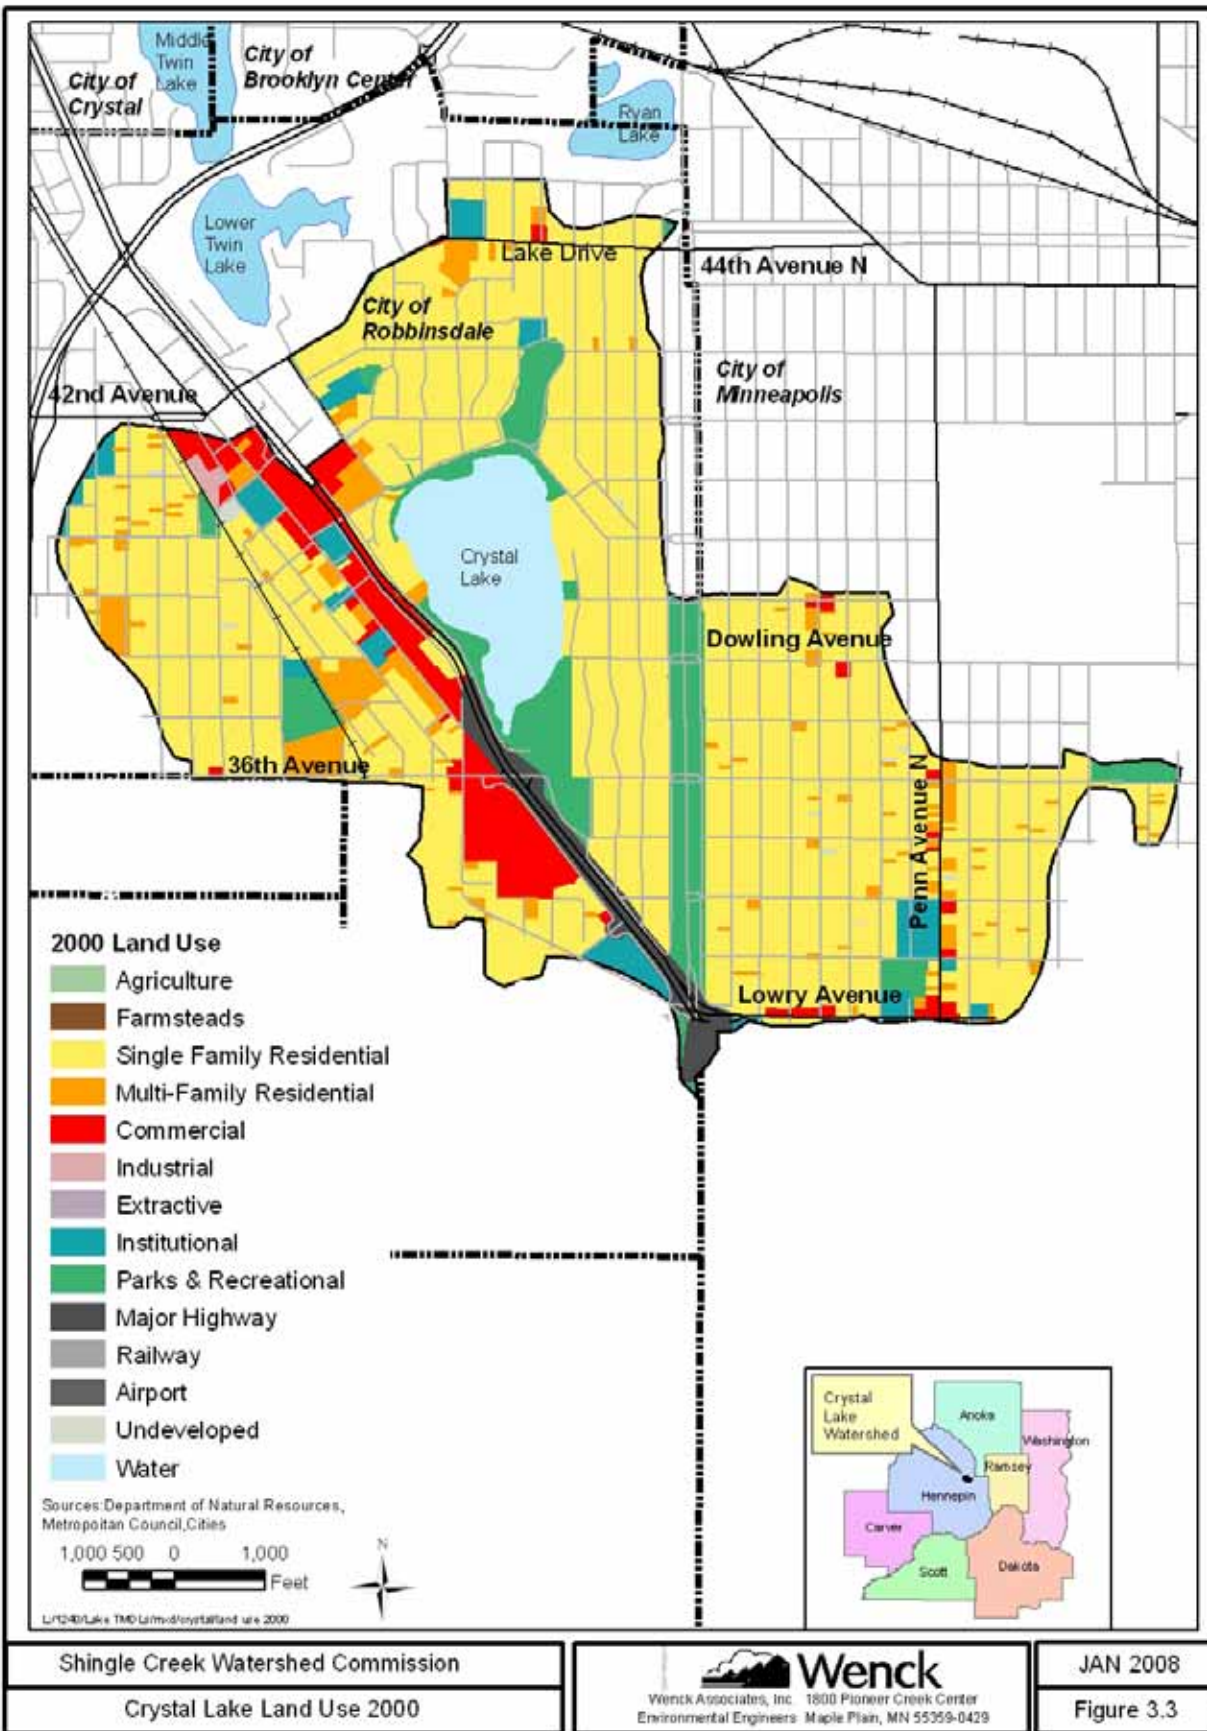 Middle
Twin
Lake
City of
Brooklyn Center
City of
Crystal
Ryan
Lake
Lower
Twin
Lake
Lake Drive
44th Avenue N
City of
Robbinsdale
City of
Minneapolis
42nd Avenue
Crystal
Lake
Dowling Avenue
36th Avenue
Penn Avenue N
Lowry Avenue
2000 Land Use
Agriculture
Farmsteads
Single Family Residential
Multi-Family Residential
Commercial
Industrial
Extractive
Institutional
Parks & Recreational
Major Highway
Railway
Airport
Undeveloped
Water
Sources:Department of Natural Resources,
Metropoitan Council,Cities
1,000 500 0 1,000
Feet
N
Crystal
Lake
Watershed
Anoka
Washington
Ramsey
Hennepin
Carver
Scott
Dakota
Shingle Creek Watershed Commission
Crystal Lake Land Use 2000
Wenck
Wenck Associates, Inc. 1800 Pioneer Creek Center
Environmental Engineers Maple Plain, MN 55359-0429
JAN 2008
Figure 3.3